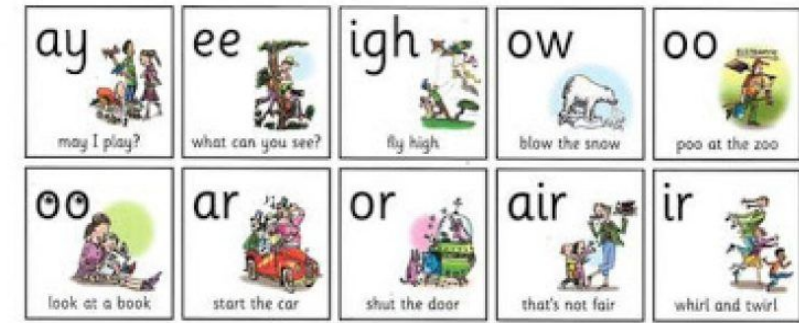 ay
may I play?
ee
what can you see?
igh
fly high
ow
blow the snow
oo
poo at the zoo
oo
look at a book
ar
start the car
or
shut the door
air
that's not fair
ir
whirl and twirl